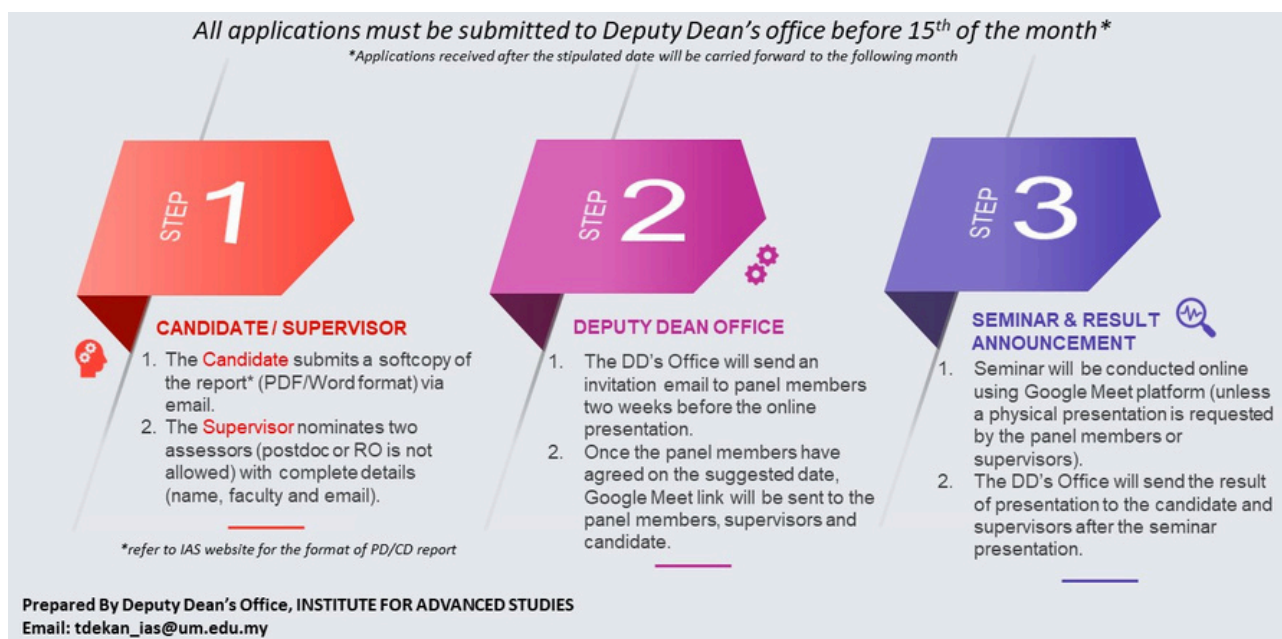 All applications must be submitted to Deputy Dean's office before 15th of the month*
*Applications received after the stipulated date will be carried forward to the following month
STEP 1
CANDIDATE / SUPERVISOR
1. The Candidate submits a softcopy of
the report* (PDF/Word format) via
email.
2. The Supervisor nominates two
assessors (postdoc or RO is not
allowed) with complete details
(name, faculty and email).
*refer to IAS website for the format of PD/CD report
STEP 2
DEPUTY DEAN OFFICE
1. The DD's Office will send an
invitation email to panel members
two weeks before the online
presentation.
2. Once the panel members have
agreed on the suggested date,
Google Meet link will be sent to the
panel members, supervisors and
candidate.
STEP 3
SEMINAR & RESULT
ANNOUNCEMENT
1. Seminar will be conducted online
using Google Meet platform (unless
a physical presentation is requested
by the panel members or
supervisors).
2. The DD's Office will send the result
of presentation to the candidate and
supervisors after the seminar
presentation.
Prepared By Deputy Dean's Office, INSTITUTE FOR ADVANCED STUDIES
Email: tdekan_ias@um.edu.my